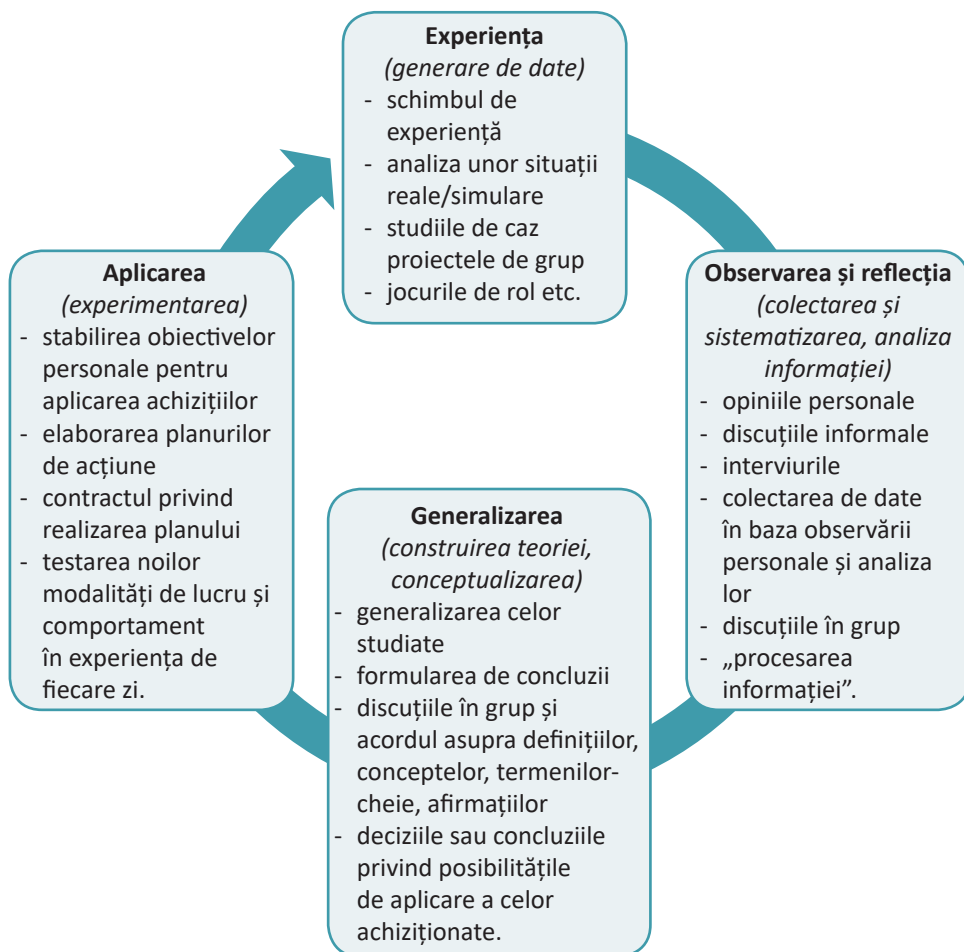 Experiența
(generare de date)
- schimbul de
experiență
- analiza unor situații
reale/simulare
- studiile de caz
proiectele de grup
- jocurile de rol etc.
Observarea și reflecția
(colectarea și
sistematizarea, analiza
informației)
- opiniile personale
- discuțiile informale
- interviurile
- colectarea de date
în baza observării
personale și analiza
lor
- discuțiile în grup
- „procesarea
informației”.
Generalizarea
(construirea teoriei,
conceptualizarea)
- generalizarea celor
studiate
- formularea de concluzii
- discuțiile în grup și
acordul asupra definițiilor,
conceptelor, termenilor-
cheie, afirmațiilor
- deciziile sau concluziile
privind posibilitățile
de aplicare a celor
achiziționate.
Aplicarea
(experimentarea)
- stabilirea obiectivelor
personale pentru
aplicarea achizițiilor
- elaborarea planurilor
de acțiune
- contractul privind
realizarea planului
- testarea noilor
modalități de lucru și
comportament
în experiența de
fiecare zi.